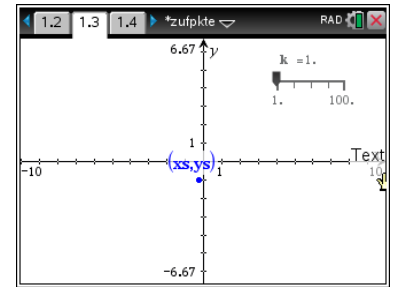 1.2 1.3 1.4 *zufpkte RAD
6.67 y
k =1.
1. 100.
1
(xs,ys)
Text
-10 1 10
-6.67